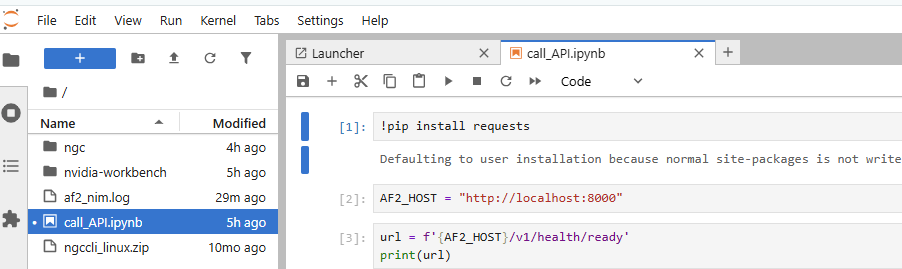 File Edit View Run Kernel Tabs Settings Help
+
Launcher × call_API.ipynb × +
Code
/
Name Modified
ngc 4h ago
nvidia-workbench 5h ago
af2_nim.log 29m ago
call_API.ipynb 5h ago
ngccli_linux.zip 10mo ago
[1]: !pip install requests
Defaulting to user installation because normal site-packages is not write
[2]: AF2_HOST = "http://localhost:8000"
[3]: url = f'{AF2_HOST}/v1/health/ready'
print(url)